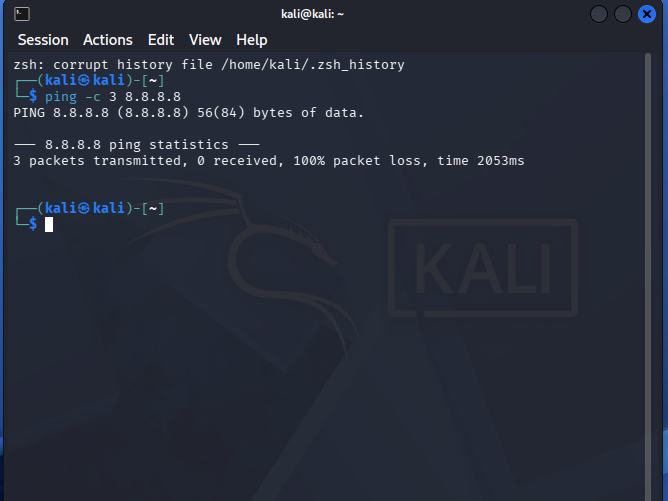 kali@kali: ~
Session Actions Edit View Help
zsh: corrupt history file /home/kali/.zsh_history
┌──(kali㉿kali)-[~]
└─$ ping -c 3 8.8.8.8
PING 8.8.8.8 (8.8.8.8) 56(84) bytes of data.
--- 8.8.8.8 ping statistics ---
3 packets transmitted, 0 received, 100% packet loss, time 2053ms
┌──(kali㉿kali)-[~]
└─$
KALI